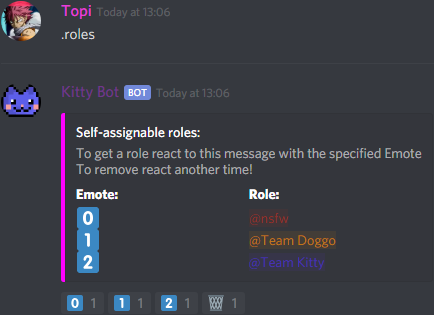 Topi Today at 13:06
.roles
Kitty Bot BOT Today at 13:06
Self-assignable roles:
To get a role react to this message with the specified Emote
To remove react another time!
Emote: Role:
0 @nsfw
1 @Team Doggo
2 @Team Kitty
0 1 1 1 2 1 1